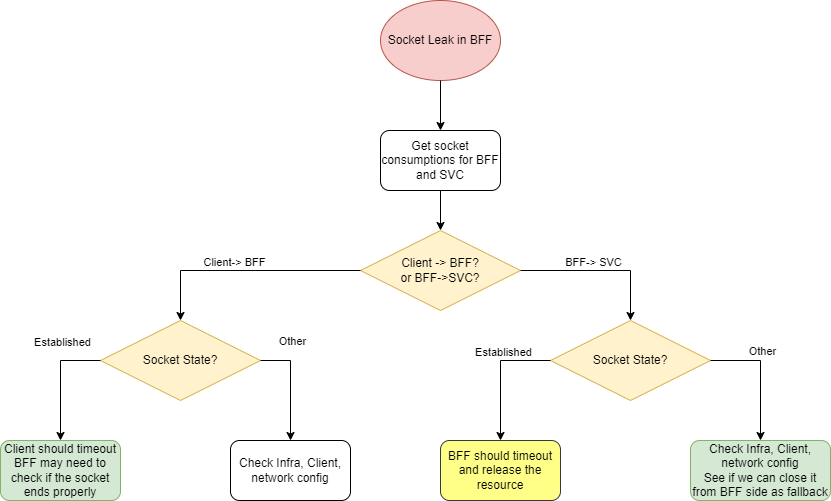 Socket Leak in BFF
Get socket
consumptions for BFF
and SVC
Client -> BFF?
or BFF->SVC?
Client-> BFF
BFF-> SVC
Socket State?
Established
Other
Socket State?
Established
Other
Client should timeout
BFF may need to
check if the socket
ends properly
Check Infra, Client,
network config
BFF should timeout
and release the
resource
Check Infra, Client,
network config
See if we can close it
from BFF side as fallback